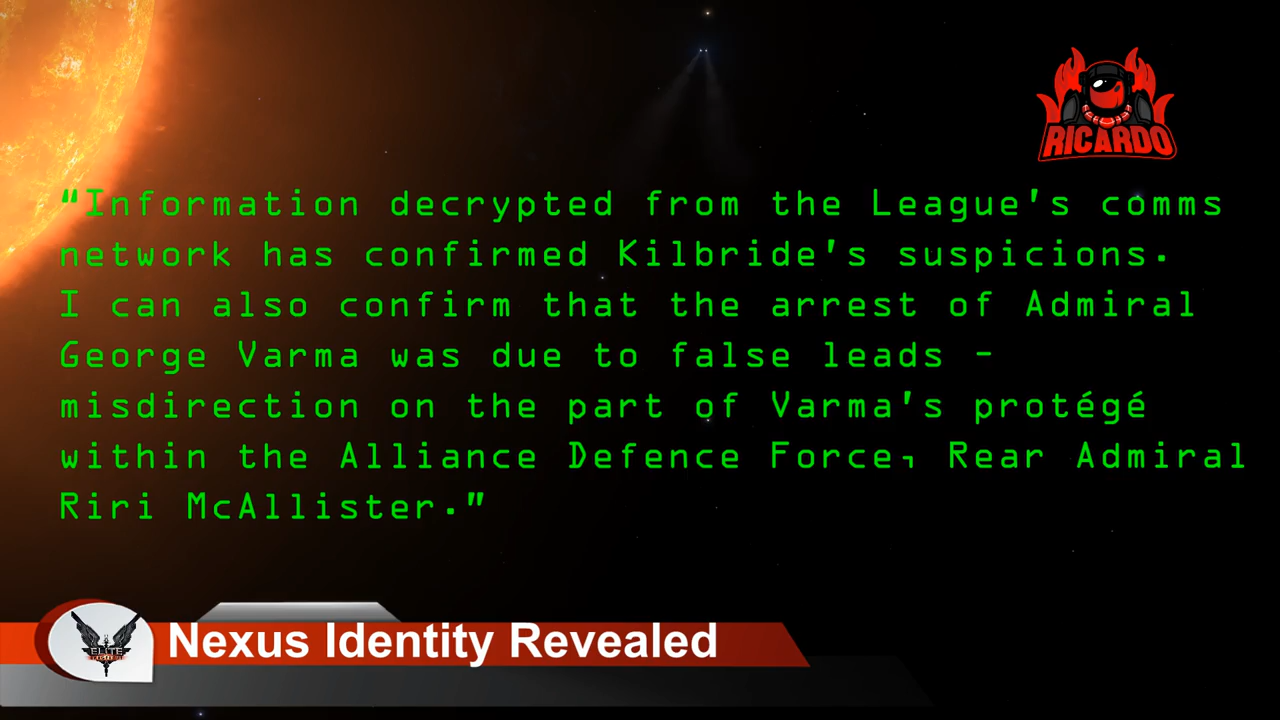 RICARDO
"Information decrypted from the League's comms
network has confirmed Kilbride's suspicions.
I can also confirm that the arrest of Admiral
George Varma was due to false leads -
misdirection on the part of Varma's protégé
within the Alliance Defence Force, Rear Admiral
Riri McAllister."
Nexus Identity Revealed
ELITE